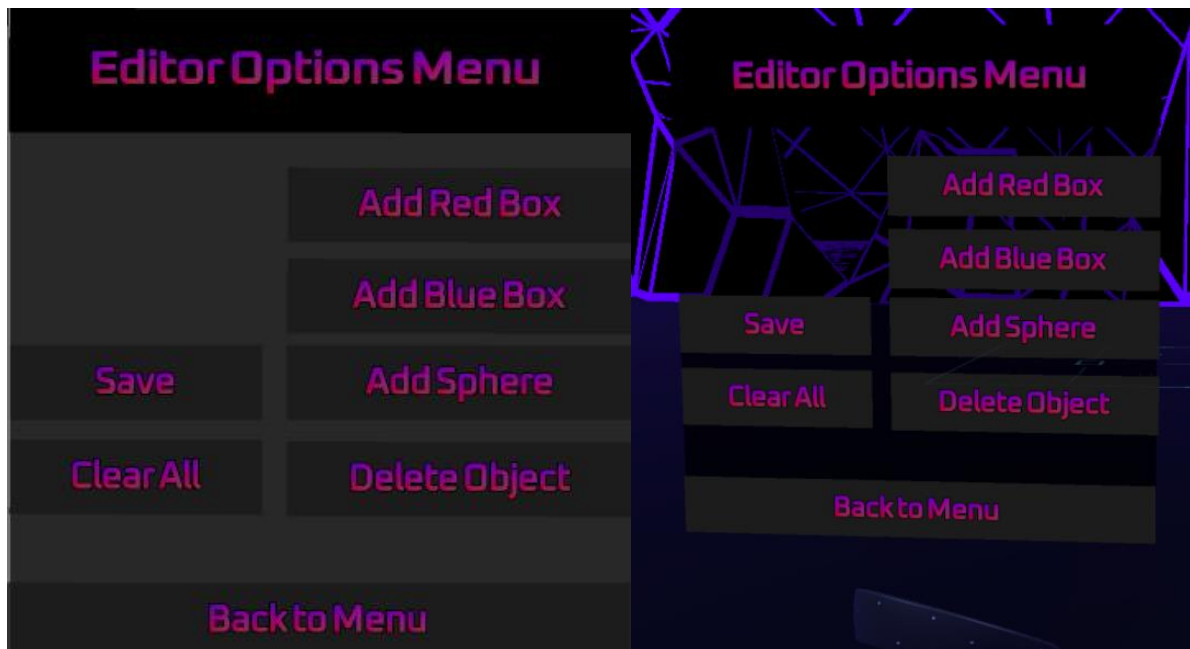 Editor Options Menu
Add Red Box
Add Blue Box
Save
Add Sphere
Clear All
Delete Object
Back to Menu
Editor Options Menu
Add Red Box
Add Blue Box
Save
Add Sphere
Clear All
Delete Object
Back to Menu